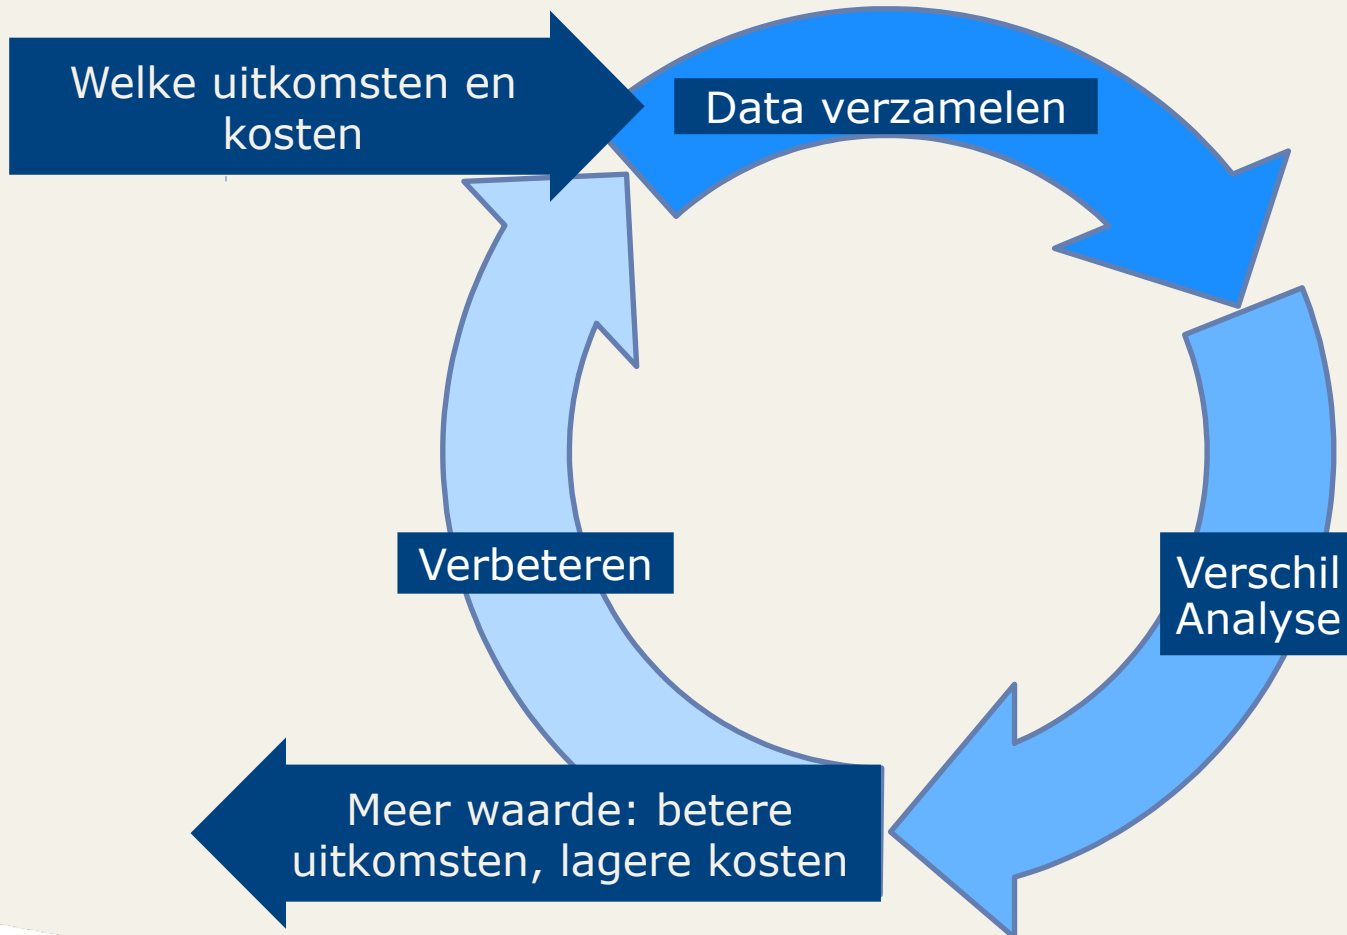 Welke uitkomsten en
kosten
Data verzamelen
Verschil
Analyse
Verbeteren
Meer waarde: betere
uitkomsten, lagere kosten